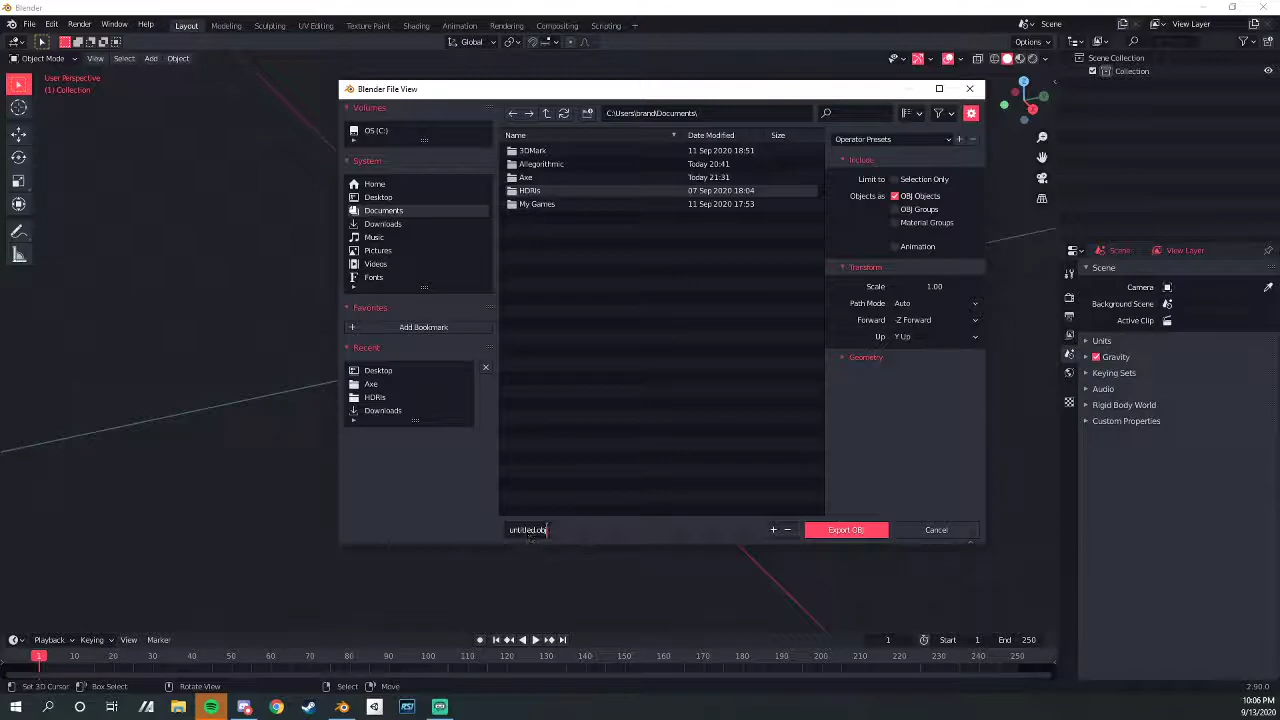 Blender
File Edit Render Window Help Layout Modeling Sculpting UV Editing Texture Paint Shading Animation Rendering Compositing Scripting + Scene View Layer
Global Options
Object Mode View Select Add Object
User Perspective
(1) Collection
Scene Collection
Collection
Blender File View
Volumes
OS (C:)
System
Home
Desktop
Documents
Downloads
Music
Pictures
Videos
Fonts
Favorites
Add Bookmark
Recent
Desktop
Axe
HDRIs
Downloads
C:\Users\brand\Documents\
Name Date Modified Size
3DMark 11 Sep 2020 18:51
Allegorithmic Today 20:41
Axe Today 21:31
HDRIs 07 Sep 2020 18:04
My Games 11 Sep 2020 17:53
untitled.obj
Operator Presets
Include
Limit to Selection Only
Objects as OBJ Objects
OBJ Groups
Material Groups
Animation
Transform
Scale 1.00
Path Mode Auto
Forward -Z Forward
Up Y Up
Geometry
Export OBJ Cancel
Scene View Layer
Scene
Camera
Background Scene
Active Clip
Units
Gravity
Keying Sets
Audio
Rigid Body World
Custom Properties
Playback Keying View Marker 1 Start 1 End 250
1 10 20 30 40 50 60 70 80 90 100 110 120 130 140 150 160 170 180 190 200 210 220 230 240 250
Set 3D Cursor Box Select Rotate View Select Move 2.90.0
RSI
10:06 PM
9/13/2020